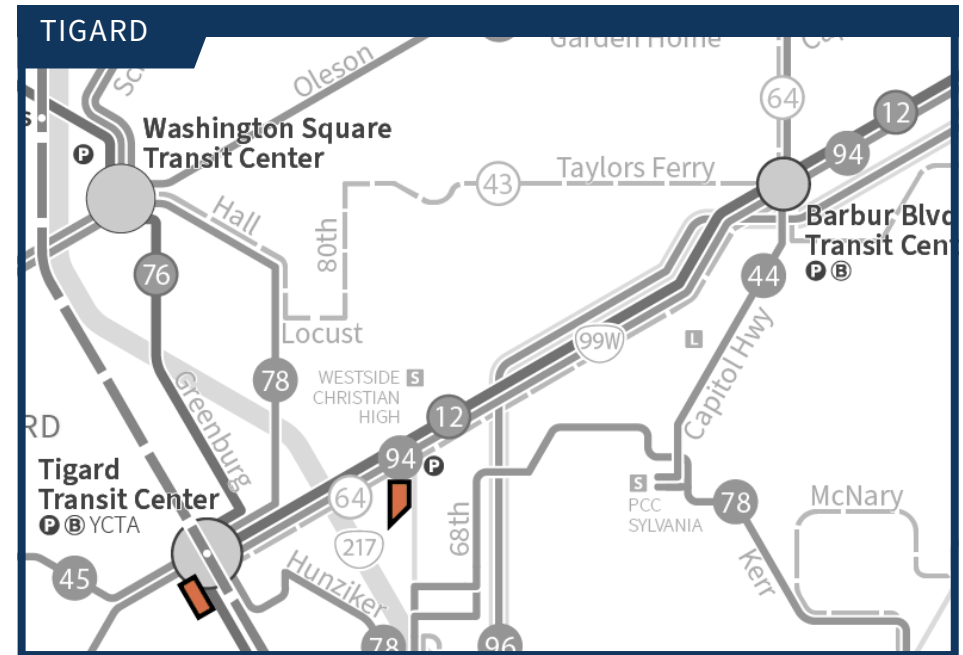 TIGARD
Garden Home
Oleson
64
12
94
Washington Square
Transit Center
P
43
Taylors Ferry
Hall
80th
Barbur Blvd
Transit Cen
P B
76
44
Locust
99W
L
Capitol Hwy
78
WESTSIDE S
CHRISTIAN
HIGH
Greenburg
12
94
P
RD
Tigard
Transit Center
P B YCTA
64
217
68th
S
PCC
SYLVANIA
78
McNary
45
Hunziker
Kerr
78
96